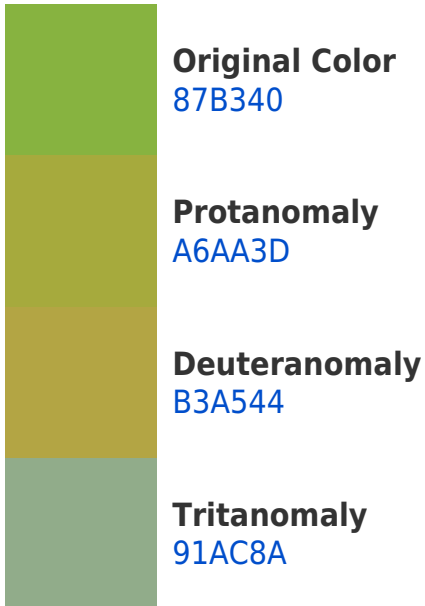 Original Color
87B340
Protanomaly
A6AA3D
Deuteranomaly
B3A544
Tritanomaly
91AC8A